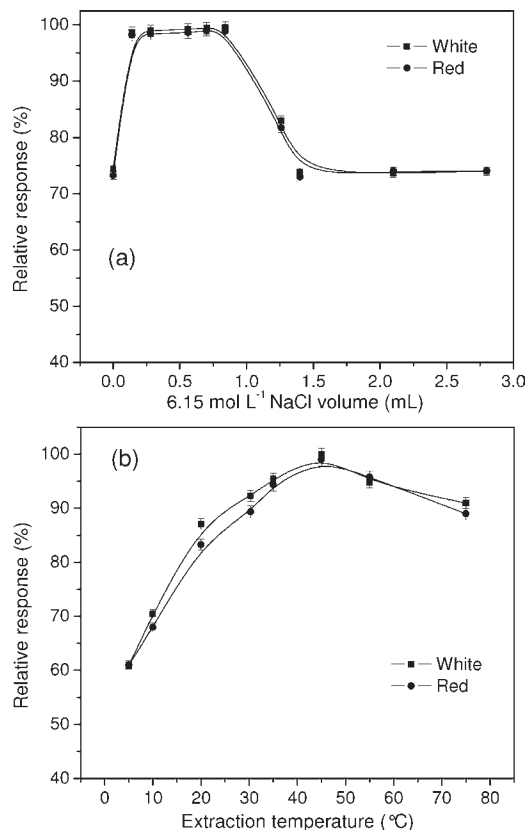 100
90
80
70
60
50
40
Relative response (%)
White
Red
(a)
0.0 0.5 1.0 1.5 2.0 2.5 3.0
6.15 mol L⁻¹ NaCl volume (mL)
(b)
100
90
80
70
60
50
40
Relative response (%)
White
Red
0 10 20 30 40 50 60 70 80
Extraction temperature (°C)